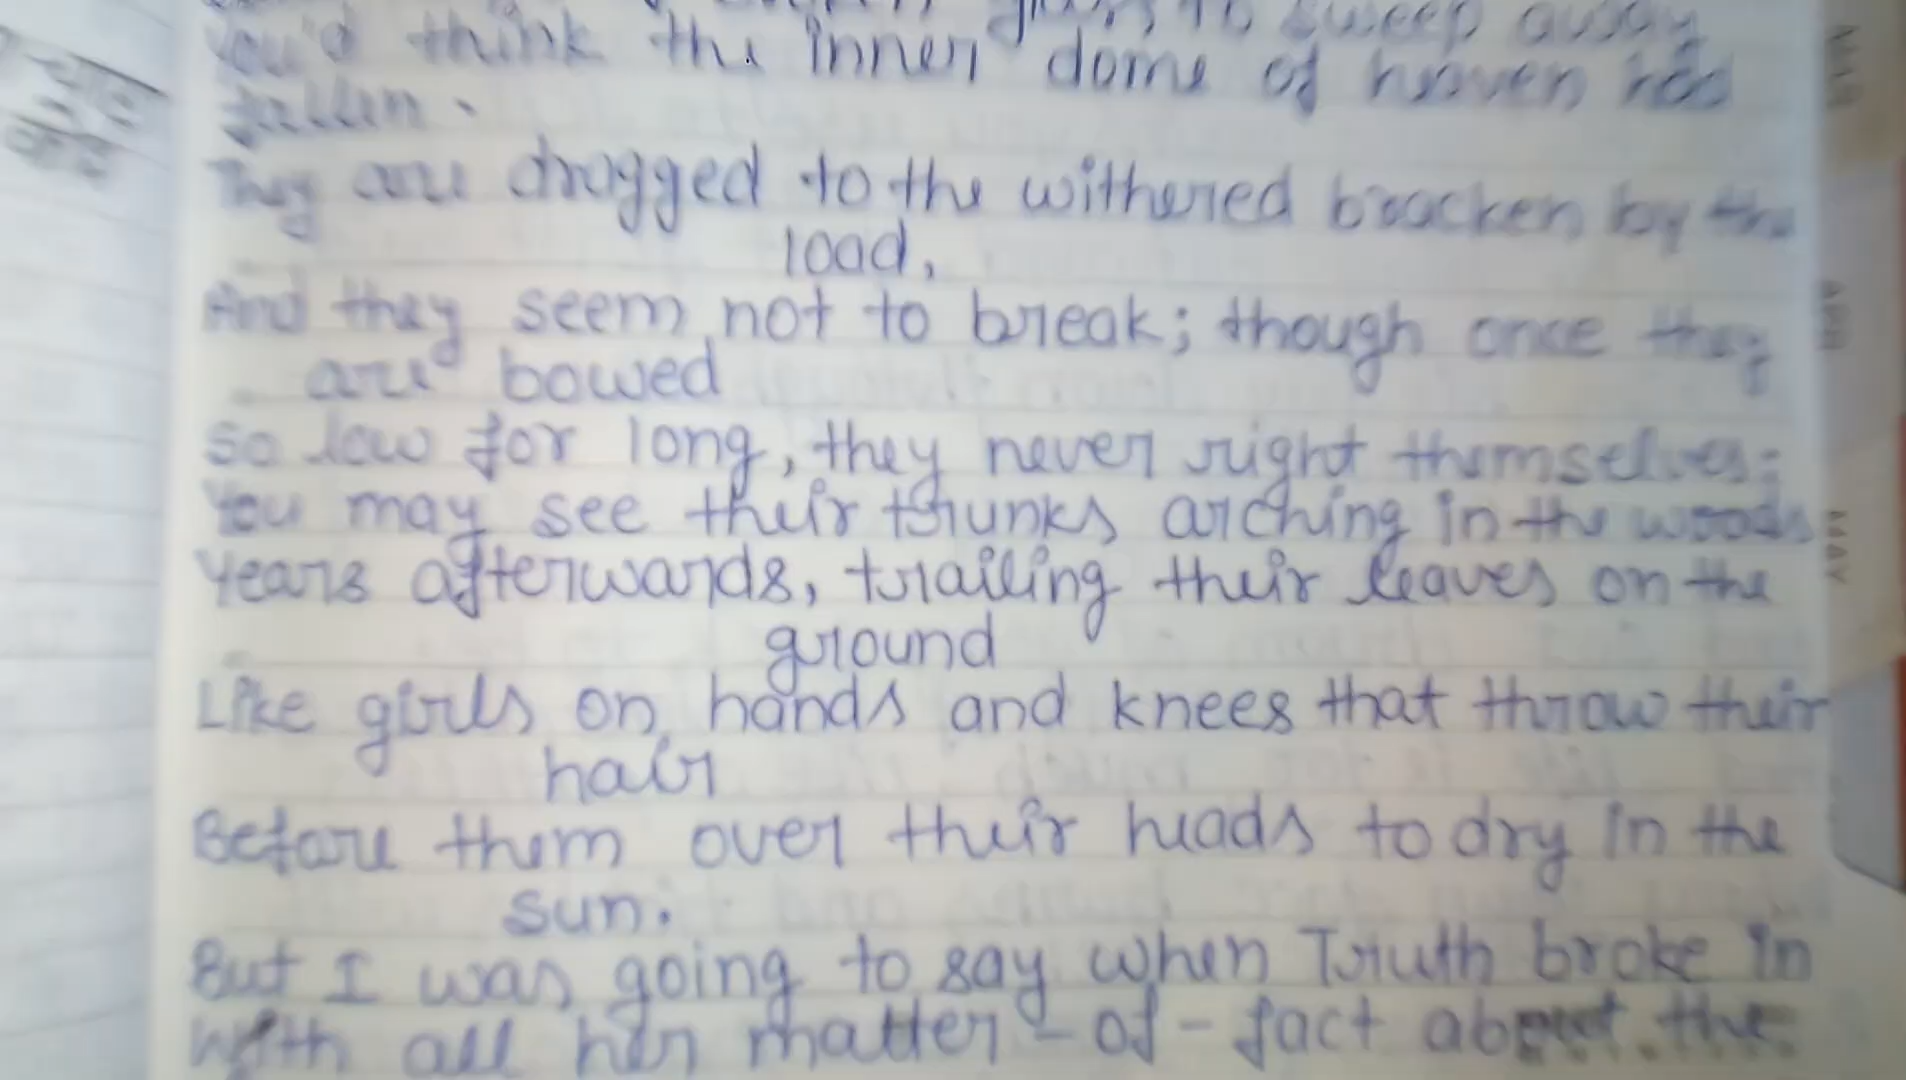 to sweep away
You'd think the inner dome of heaven had
fallen.
They are dragged to the withered bracken by the
load,
And they seem not to break; though once they
are bowed
So low for long, they never right themselves:
You may see their trunks arching in the woods
Years afterwards, trailing their leaves on the
ground
Like girls on hands and knees that throw their
hair
Before them over their heads to dry in the
sun.
But I was going to say when Truth broke in
With all her matter-of-fact about the